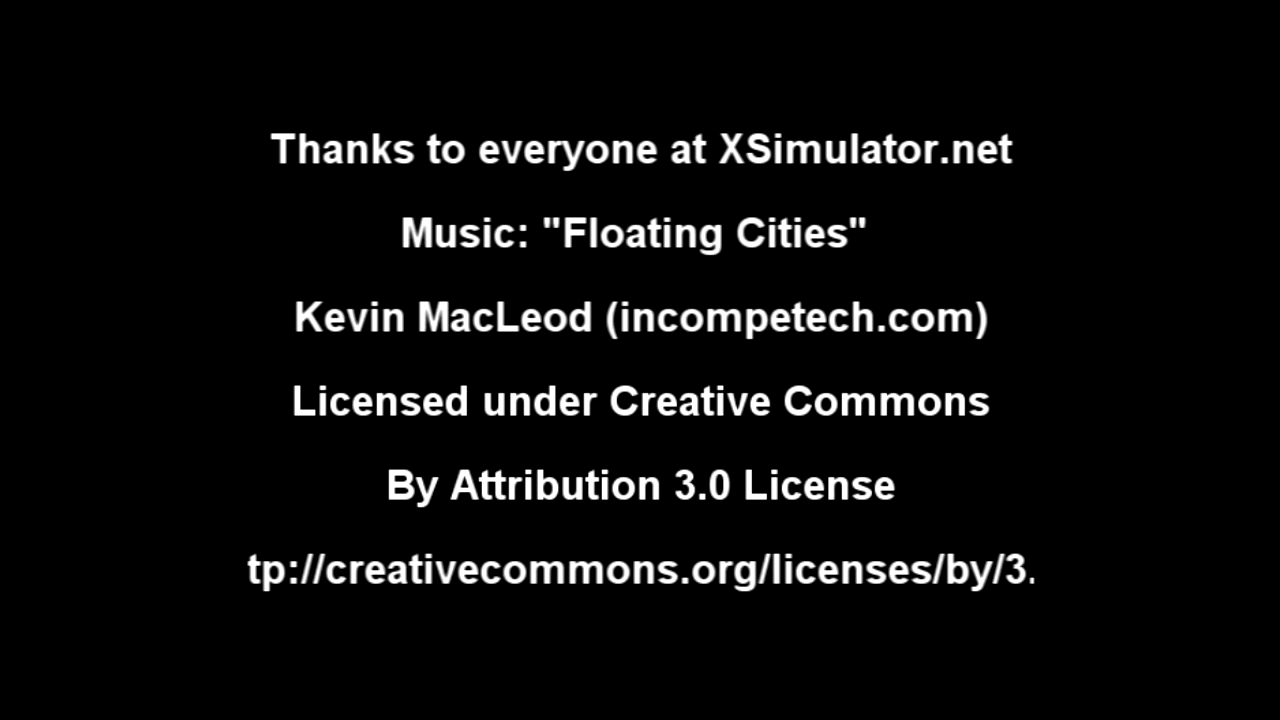 Thanks to everyone at XSimulator.net
Music: "Floating Cities"
Kevin MacLeod (incompetech.com)
Licensed under Creative Commons
By Attribution 3.0 License
tp://creativecommons.org/licenses/by/3.